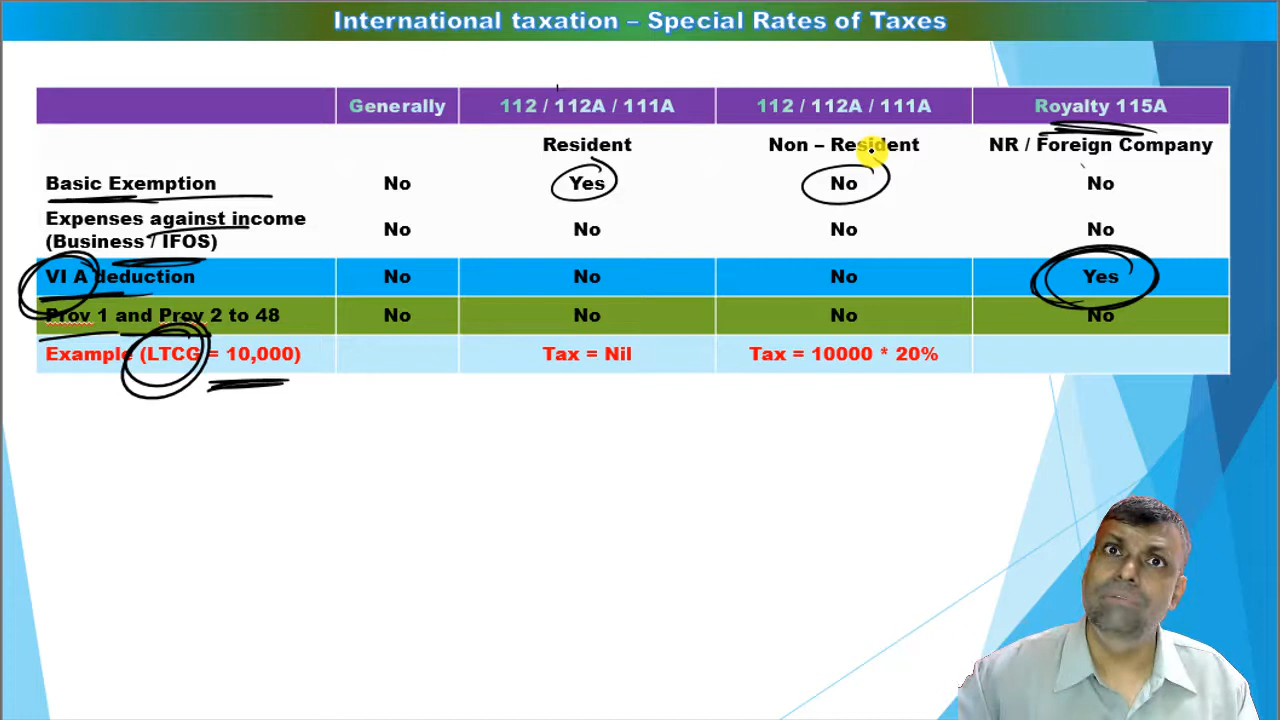 International taxation – Special Rates of Taxes
Generally 112 / 112A / 111A 112 / 112A / 111A Royalty 115A
Resident Non – Resident NR / Foreign Company
Basic Exemption No Yes No No
Expenses against income
(Business / IFOS) No No No No
VI A deduction No No No Yes
Prov 1 and Prov 2 to 48 No No No No
Example (LTCG = 10,000) Tax = Nil Tax = 10000 * 20%